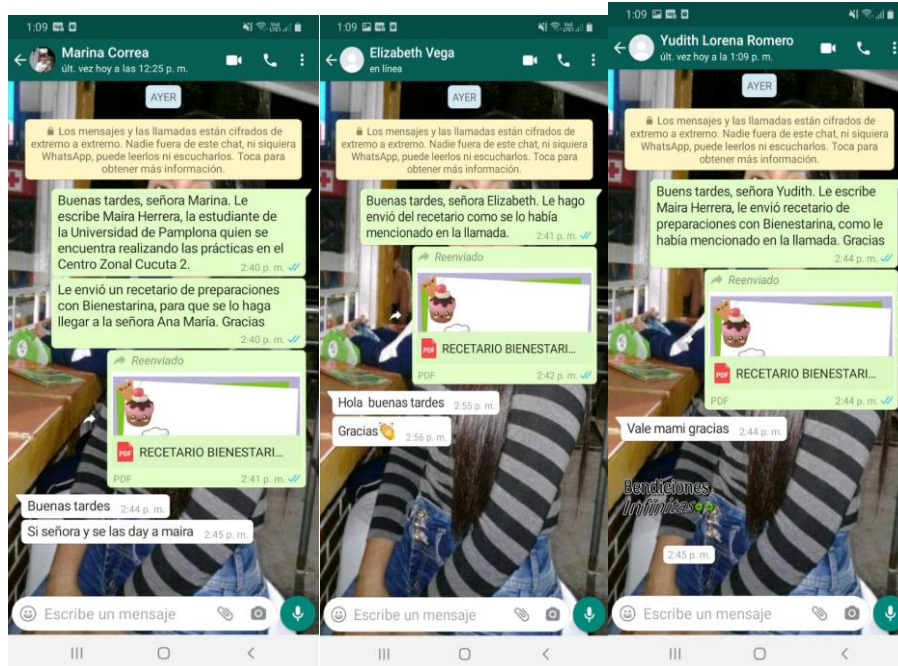 1:09
Marina Correa
últ. vez hoy a las 12:25 p. m.
AYER
Los mensajes y las llamadas están cifrados de
extremo a extremo. Nadie fuera de este chat, ni siquiera
WhatsApp, puede leerlos ni escucharlos. Toca para
obtener más información.
Buenas tardes, señora Marina. Le
escribe Maira Herrera, la estudiante de
la Universidad de Pamplona quien se
encuentra realizando las prácticas en el
Centro Zonal Cucuta 2.
2:40 p. m.
Le envió un recetario de preparaciones
con Bienestarina, para que se lo haga
llegar a la señora Ana María. Gracias
2:40 p. m.
Reenviado
PDF RECETARIO BIENESTARI...
PDF 2:41 p. m.
Buenas tardes 2:44 p. m.
Si señora y se las day a maira 2:45 p. m.
Escribe un mensaje
1:09
Elizabeth Vega
en línea
AYER
Los mensajes y las llamadas están cifrados de
extremo a extremo. Nadie fuera de este chat, ni siquiera
WhatsApp, puede leerlos ni escucharlos. Toca para
obtener más información.
Buenas tardes, señora Elizabeth. Le hago
envió del recetario como se lo había
mencionado en la llamada. 2:41 p. m.
Reenviado
PDF RECETARIO BIENESTARI...
PDF 2:42 p. m.
Hola buenas tardes 2:55 p. m.
Gracias 2:56 p. m.
Escribe un mensaje
1:09
Yudith Lorena Romero
últ. vez hoy a la 1:09 p. m.
AYER
Los mensajes y las llamadas están cifrados de
extremo a extremo. Nadie fuera de este chat, ni siquiera
WhatsApp, puede leerlos ni escucharlos. Toca para
obtener más información.
Buens tardes, señora Yudith. Le escribe
Maira Herrera, le envió recetario de
preparaciones con Bienestarina, como le
había mencionado en la llamada. Gracias
2:44 p. m.
Reenviado
PDF RECETARIO BIENESTARI...
PDF 2:44 p. m.
Vale mami gracias 2:44 p. m.
Bendiciones
Infinitas
2:45 p. m.
Escribe un mensaje